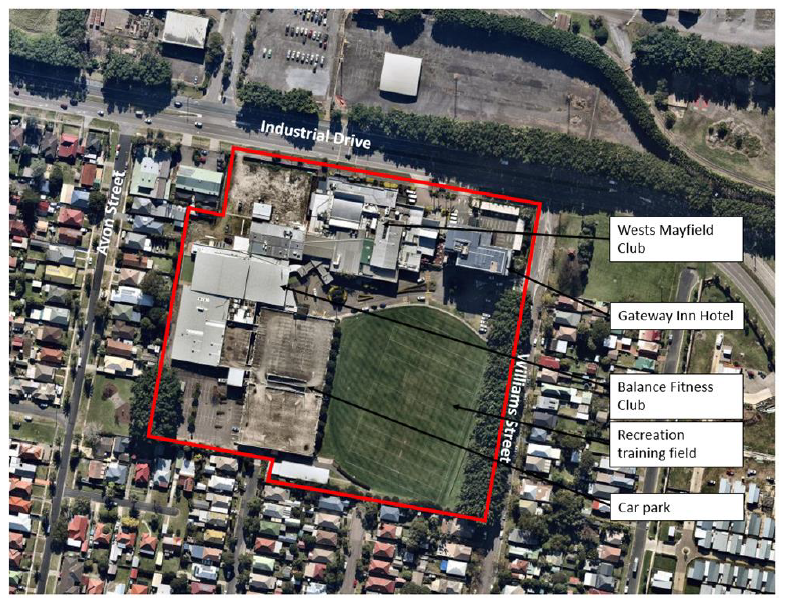 Industrial Drive
Avon Street
Wests Mayfield
Club
Gateway Inn Hotel
Williams Street
Balance Fitness
Club
Recreation
training field
Car park